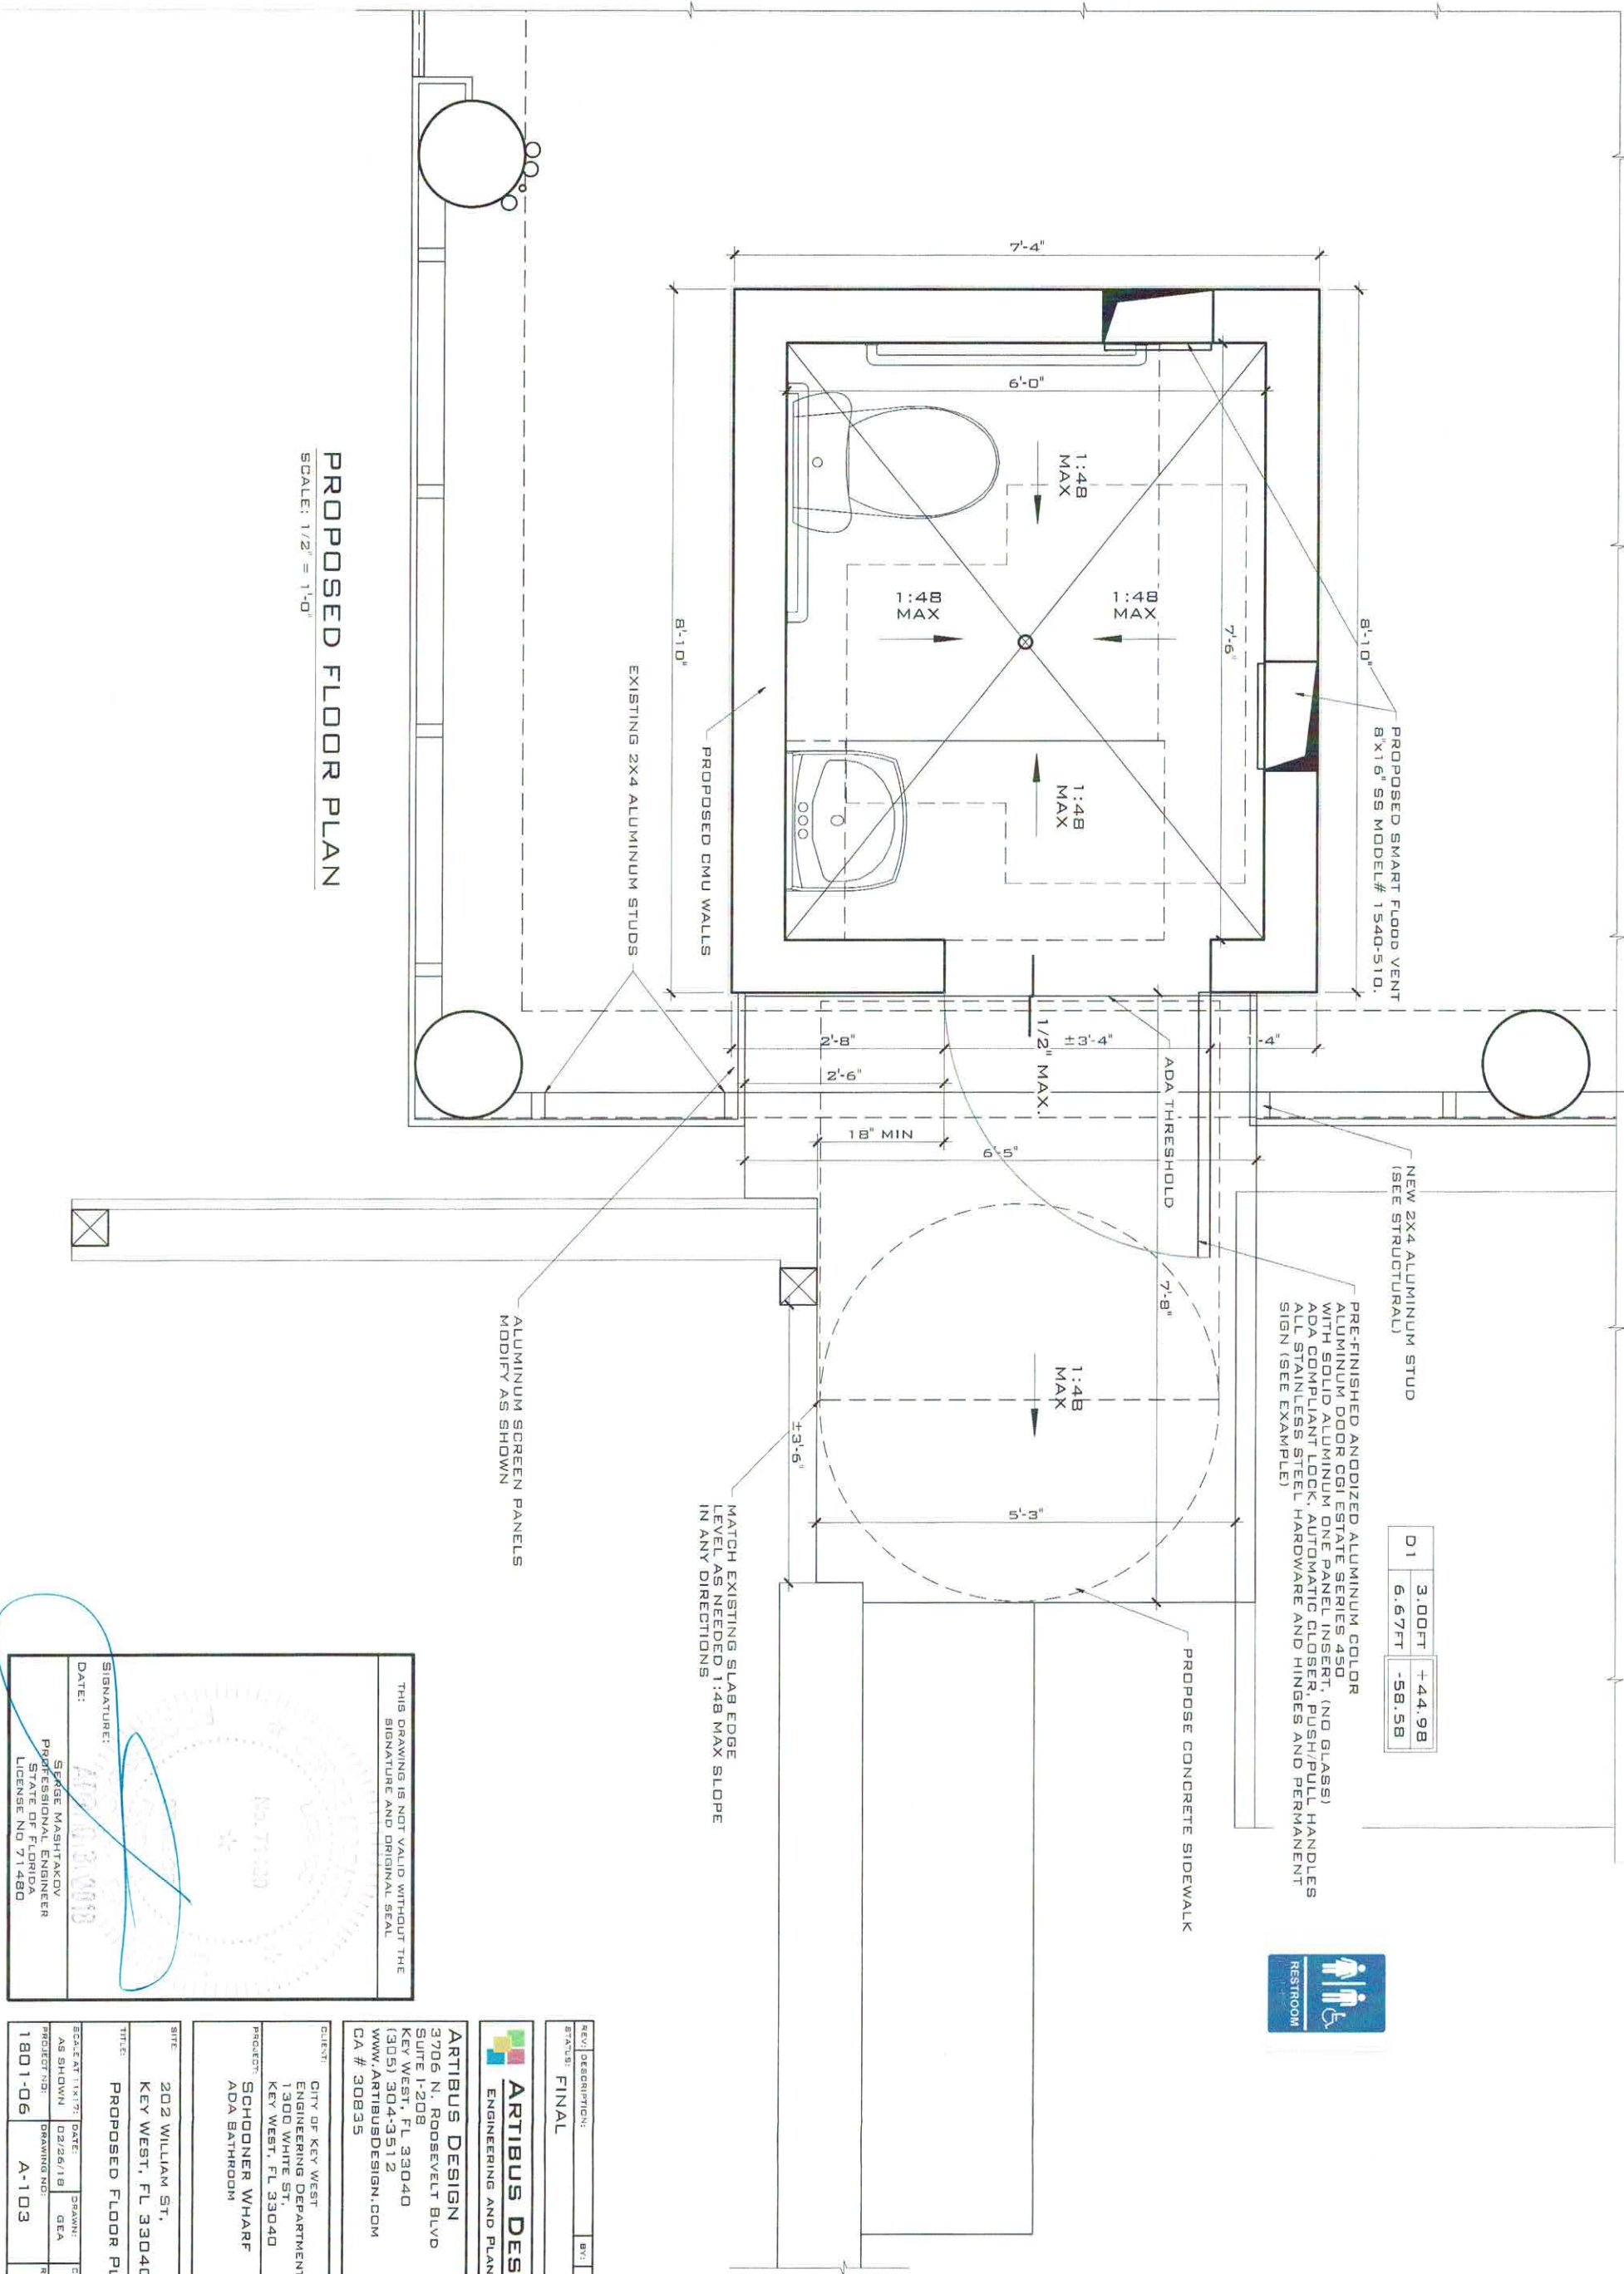 7'-4"
8'-10"
6'-0"
7'-6"
8'-10"
1:48
MAX
1:48
MAX
1:48
MAX
1:48
MAX
PROPOSED SMART FLOOD VENT
8"x16" SS MODEL# 1540-510.
PROPOSED CMU WALLS
EXISTING 2X4 ALUMINUM STUDS
PROPOSED FLOOR PLAN
SCALE: 1/2" = 1'-0"
2'-8"
±3'-4"
1'-4"
1/2" MAX.
2'-6"
18" MIN
6'-5"
ADA THRESHOLD
7'-8"
NEW 2X4 ALUMINUM STUD
(SEE STRUCTURAL)
PRE-FINISHED ANODIZED ALUMINUM COLOR
ALUMINUM DOOR CGI ESTATE SERIES 450
WITH SOLID ALUMINUM ONE PANEL INSERT, (NO GLASS)
ADA COMPLIANT LOCK, AUTOMATIC CLOSER, PUSH/PULL HANDLES
ALL STAINLESS STEEL HARDWARE AND HINGES AND PERMANENT
SIGN (SEE EXAMPLE)
D1
3.00FT
+44.98
6.67FT
-58.58
RESTROOM
1:48
MAX
±3'-6"
5'-3"
PROPOSE CONCRETE SIDEWALK
MATCH EXISTING SLAB EDGE
LEVEL AS NEEDED 1:48 MAX SLOPE
IN ANY DIRECTIONS
ALUMINUM SCREEN PANELS
MODIFY AS SHOWN
THIS DRAWING IS NOT VALID WITHOUT THE
SIGNATURE AND ORIGINAL SEAL
SIGNATURE:
DATE:
SERGE MASHTAKOV
PROFESSIONAL ENGINEER
STATE OF FLORIDA
LICENSE NO 71480
REV: DESCRIPTION: BY:
STATUS: FINAL
ARTIBUS DES
ENGINEERING AND PLAN
ARTIBUS DESIGN
3706 N. ROOSEVELT BLVD
SUITE I-208
KEY WEST, FL 33040
(305) 304-3512
WWW.ARTIBUSDESIGN.COM
CA # 30835
CLIENT:
CITY OF KEY WEST
ENGINEERING DEPARTMENT
1300 WHITE ST,
KEY WEST, FL 33040
PROJECT:
SCHOONER WHARF
ADA BATHROOM
SITE:
202 WILLIAM ST,
KEY WEST, FL 33040
TITLE:
PROPOSED FLOOR PL
SCALE AT 11X17: DATE: DRAWN:
AS SHOWN 02/26/18 GEA
PROJECT NO: DRAWING NO:
1801-06 A-103